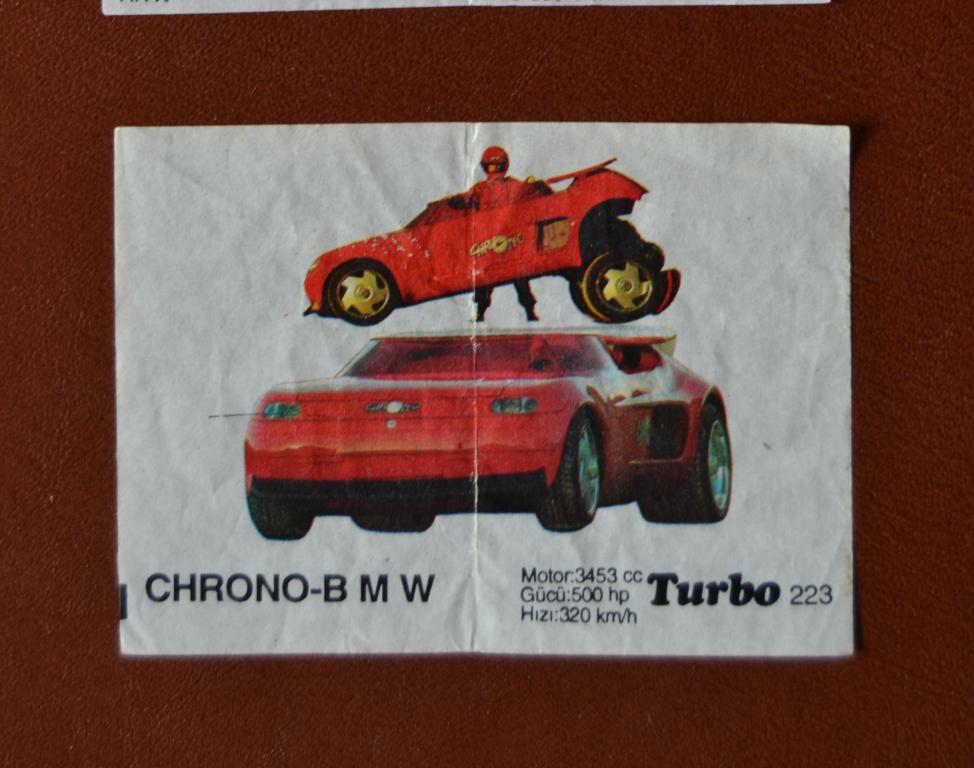 CHRONO
CHRONO-B M W
Motor:3453 cc
Gücü:500 hp
Hızı:320 km/h
Turbo 223